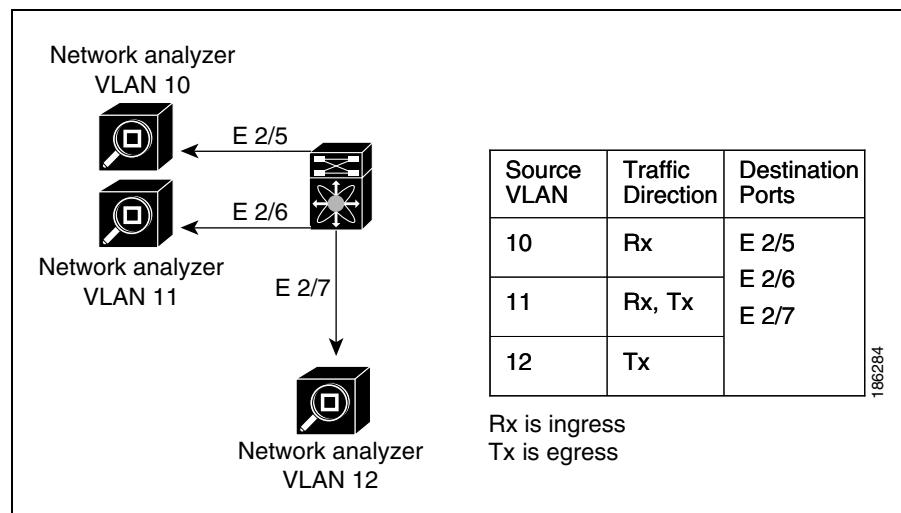 Network analyzer
VLAN 10
E 2/5
E 2/6
Network analyzer
VLAN 11
E 2/7
Network analyzer
VLAN 12
Source VLAN
Traffic Direction
Destination Ports
10
Rx
E 2/5
E 2/6
E 2/7
11
Rx, Tx
12
Tx
186284
Rx is ingress
Tx is egress